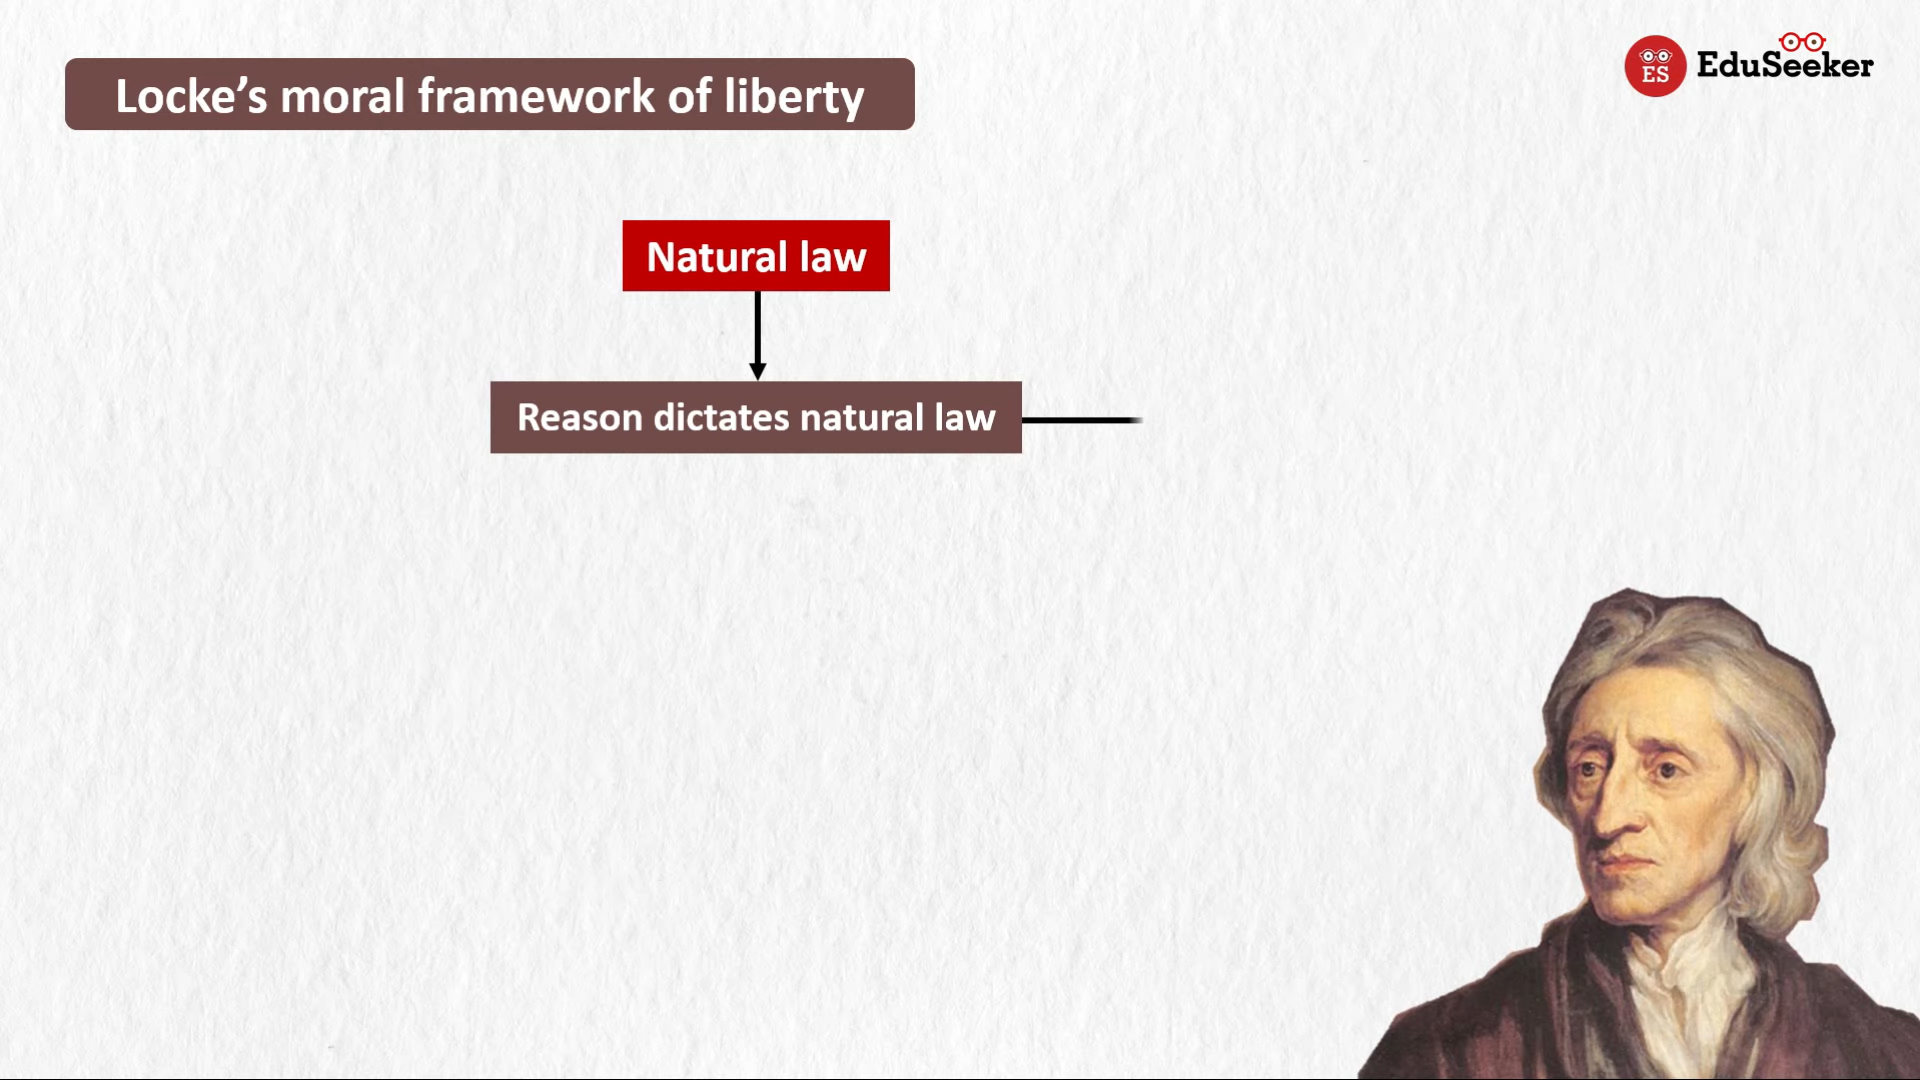 Locke’s moral framework of liberty
ES EduSeeker
Natural law
Reason dictates natural law